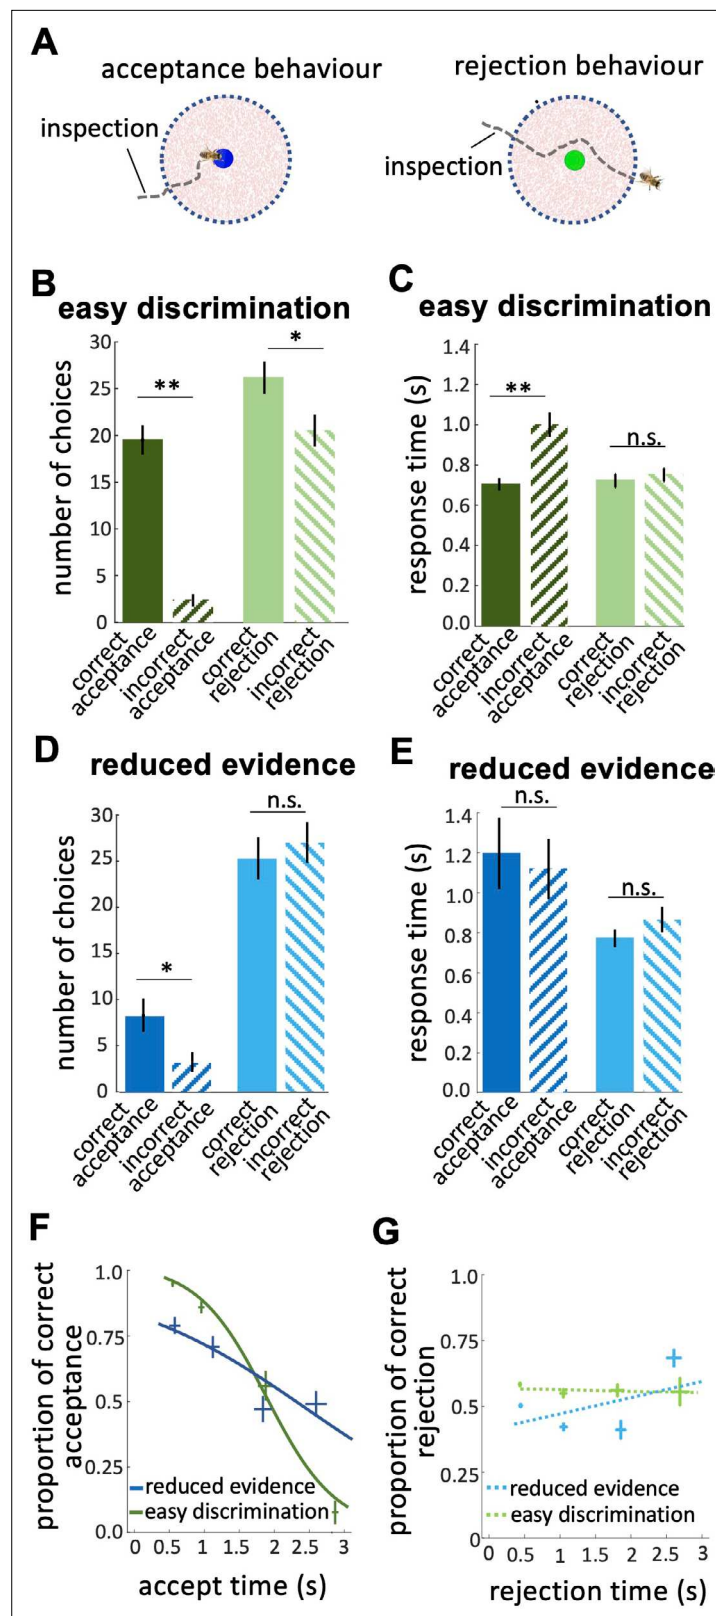 A
acceptance behaviour
rejection behaviour
inspection
inspection
B
easy discrimination
number of choices
30
25
20
15
10
5
0
**
*
correct
acceptance
incorrect
acceptance
correct
rejection
incorrect
rejection
C
easy discrimination
response time (s)
1.4
1.2
1.0
0.8
0.6
0.4
0.2
0.0
**
n.s.
correct
acceptance
incorrect
acceptance
correct
rejection
incorrect
rejection
D
reduced evidence
number of choices
30
25
20
15
10
5
0
*
n.s.
correct
acceptance
incorrect
acceptance
correct
rejection
incorrect
rejection
E
reduced evidence
response time (s)
1.4
1.2
1.0
0.8
0.6
0.4
0.2
0.0
n.s.
n.s.
correct
acceptance
incorrect
acceptance
correct
rejection
incorrect
rejection
F
proportion of correct
acceptance
1.0
0.75
0.5
0.25
0.0
reduced evidence
easy discrimination
0 0.5 1 1.5 2 2.5 3
accept time (s)
G
proportion of correct
rejection
1.0
0.75
0.5
0.25
0
reduced evidence
easy discrimination
0 0.5 1 1.5 2 2.5 3
rejection time (s)